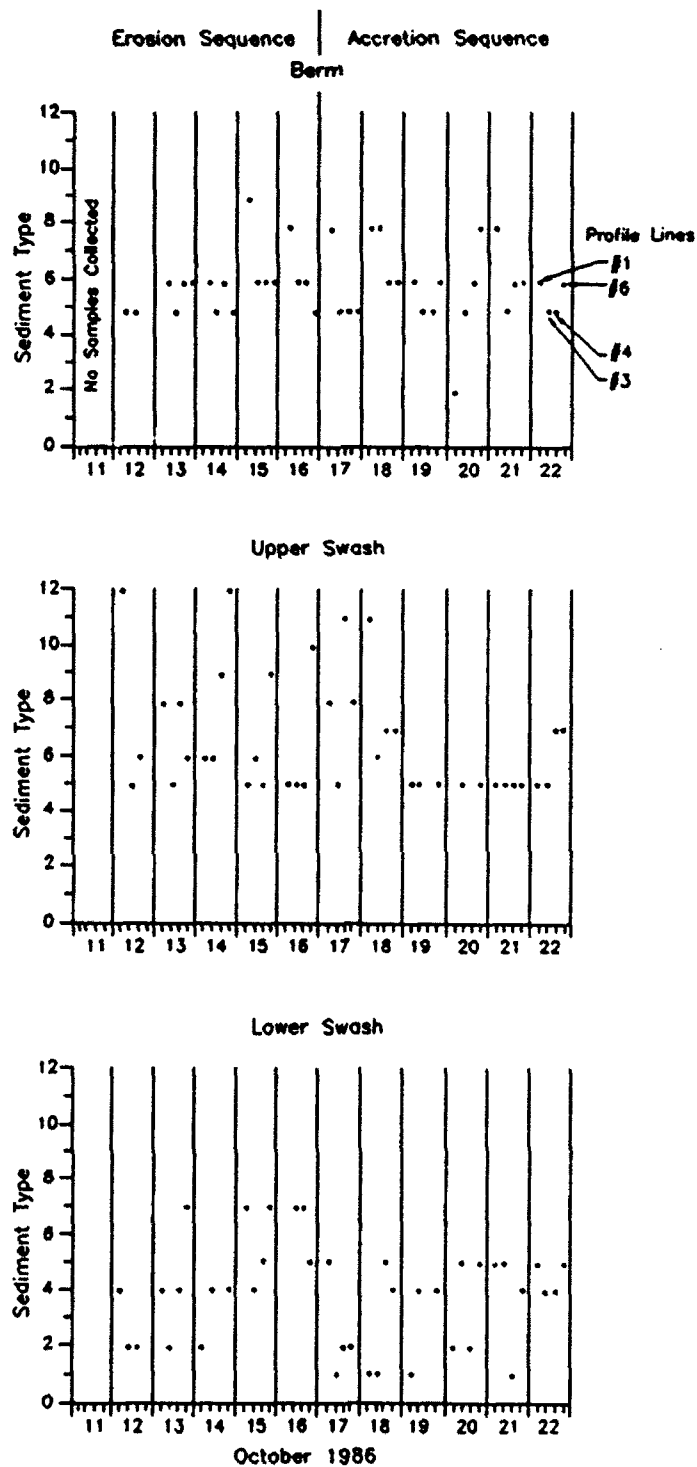 Erosion Sequence Accretion Sequence
Berm
12
10
8
6
4
2
0
Sediment Type
No Samples Collected
Profile Lines
#1
#6
#4
#3
11 12 13 14 15 16 17 18 19 20 21 22
Upper Swash
12
10
8
6
4
2
0
Sediment Type
11 12 13 14 15 16 17 18 19 20 21 22
Lower Swash
12
10
8
6
4
2
0
Sediment Type
11 12 13 14 15 16 17 18 19 20 21 22
October 1986